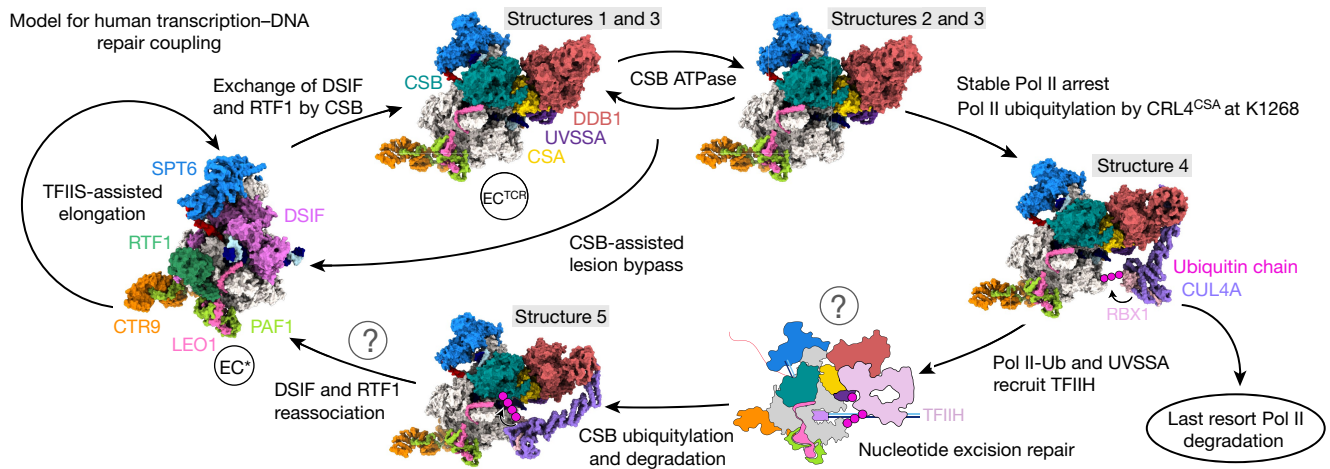 Model for human transcription–DNA
repair coupling
Structures 1 and 3
Structures 2 and 3
Exchange of DSIF
and RTF1 by CSB
CSB
CSB ATPase
DDB1
UVSSA
CSA
EC^TCR
Stable Pol II arrest
Pol II ubiquitylation by CRL4^CSA at K1268
Structure 4
SPT6
TFIIS-assisted
elongation
DSIF
RTF1
CTR9
LEO1
PAF1
EC*
CSB-assisted
lesion bypass
Ubiquitin chain
CUL4A
RBX1
Structure 5
?
DSIF and RTF1
reassociation
?
Pol II-Ub and UVSSA
recruit TFIIH
TFIIH
CSB ubiquitylation
and degradation
Nucleotide excision repair
Last resort Pol II
degradation